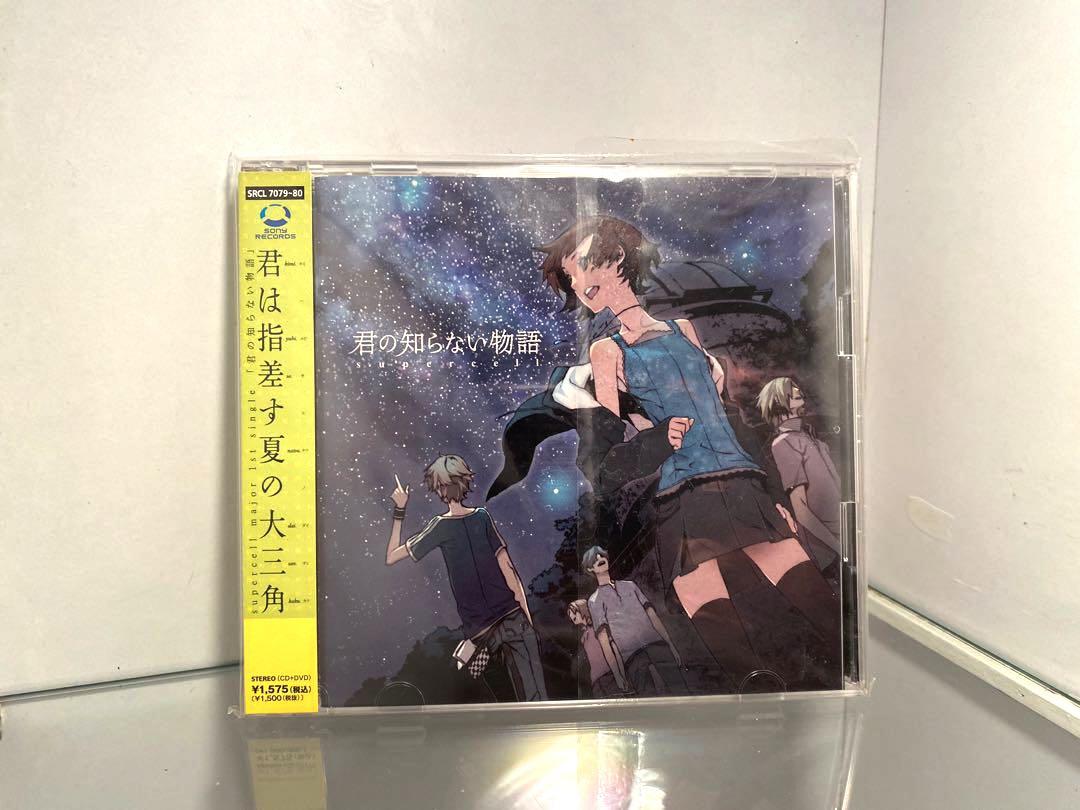 SRCL 7079~80
SONY
RECORDS
君は指差す夏の大三角
supercell major 1st single 「君の知らない物語」
STEREO (CD+DVD)
¥1,575(税込)
(¥1,500(税抜))
君の知らない物語
supercell